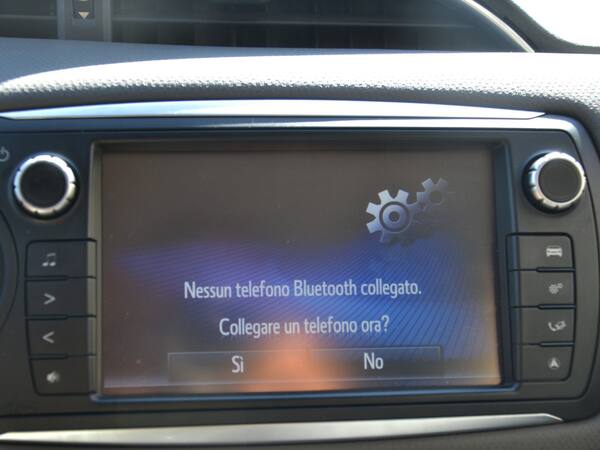 Nessun telefono Bluetooth collegato.
Collegare un telefono ora?
Sì
No